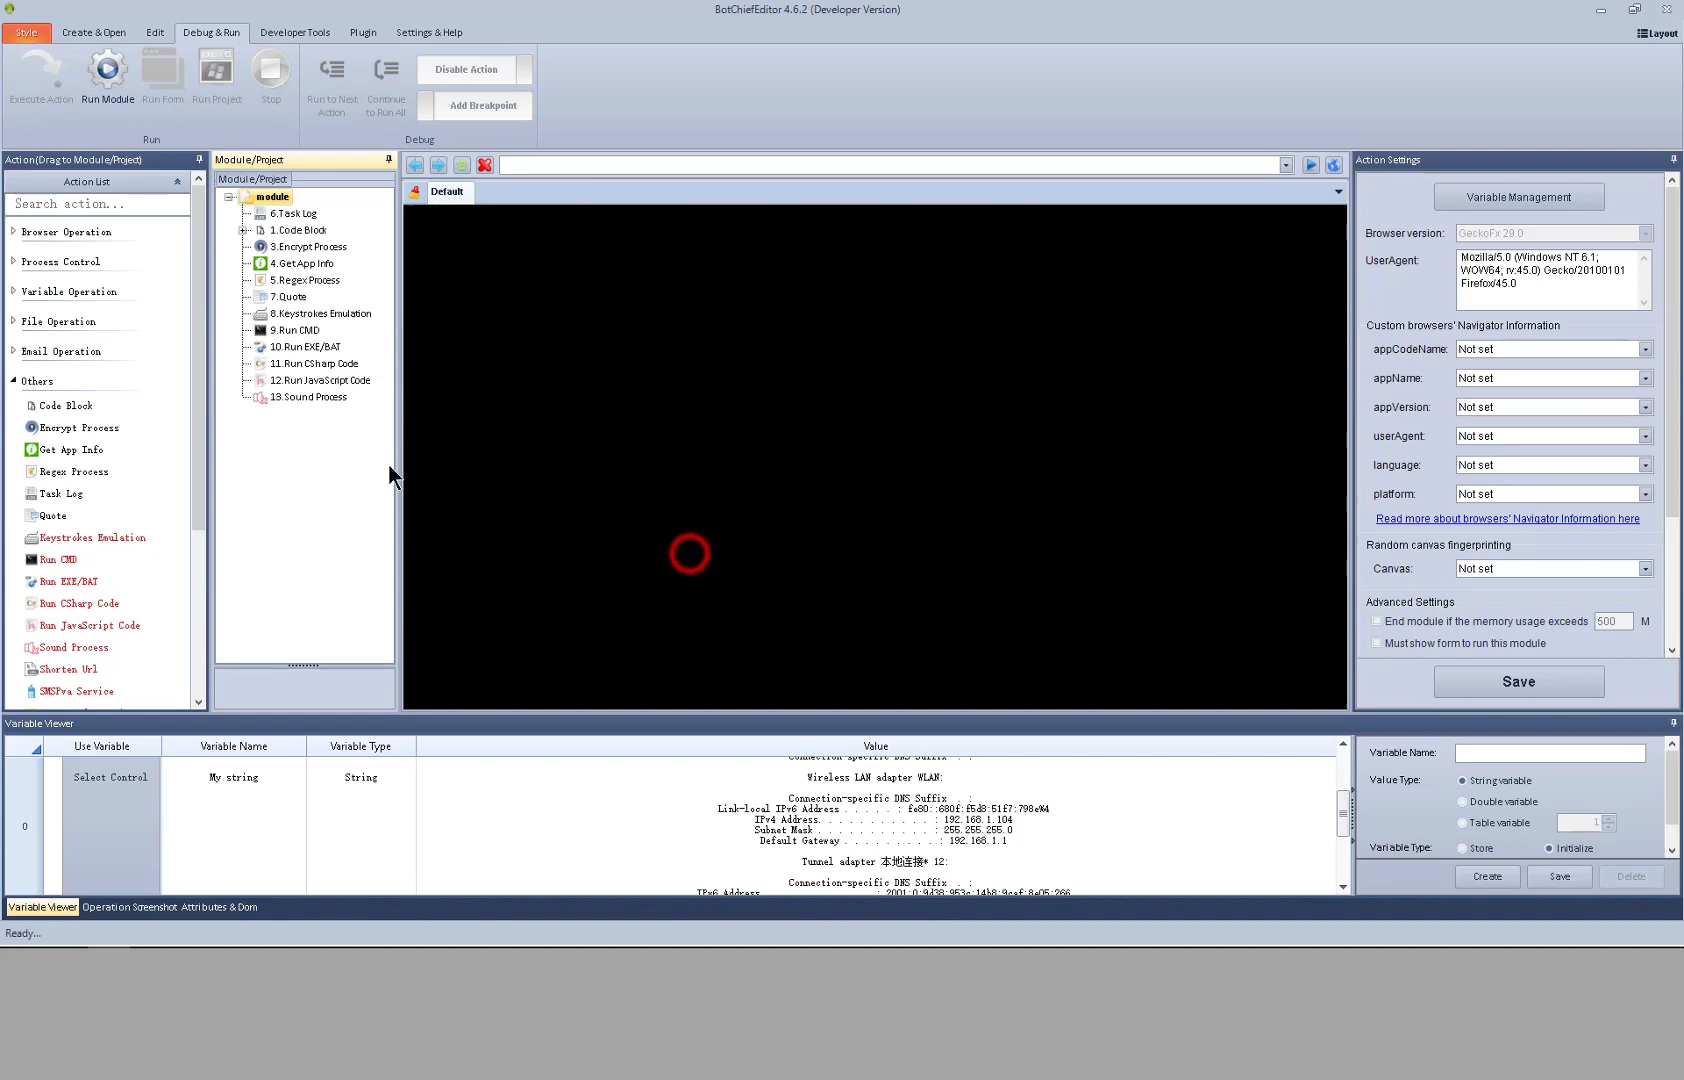 BotChiefEditor 4.6.2 (Developer Version)
Style Create & Open Edit Debug & Run Developer Tools Plugin Settings & Help Layout
Execute Action Run Module Run Form Run Project Stop
Run to Next Action
Continue to Run All
Disable Action
Add Breakpoint
Run
Debug
Action(Drag to Module/Project)
Action List
Search action...
Browser Operation
Process Control
Variable Operation
File Operation
Email Operation
Others
Code Block
Encrypt Process
Get App Info
Regex Process
Task Log
Quote
Keystrokes Emulation
Run CMD
Run EXE/BAT
Run CSharp Code
Run JavaScript Code
Sound Process
Shorten Url
SMSPva Service
Module/Project
Module/Project
module
6.Task Log
1.Code Block
3.Encrypt Process
4.Get App Info
5.Regex Process
7.Quote
8.Keystrokes Emulation
9.Run CMD
10.Run EXE/BAT
11.Run CSharp Code
12.Run JavaScript Code
13.Sound Process
Default
Action Settings
Variable Management
Browser version: GeckoFx 29.0
UserAgent: Mozilla/5.0 (Windows NT 6.1;
WOW64; rv:45.0) Gecko/20100101
Firefox/45.0
Custom browsers' Navigator Information
appCodeName: Not set
appName: Not set
appVersion: Not set
userAgent: Not set
language: Not set
platform: Not set
Read more about browsers' Navigator Information here
Random canvas fingerprinting
Canvas: Not set
Advanced Settings
End module if the memory usage exceeds 500 M
Must show form to run this module
Save
Variable Viewer
Use Variable Variable Name Variable Type Value
0 Select Control My string String
Connection-specific DNS Suffix . :
Wireless LAN adapter WLAN:
Connection-specific DNS Suffix . :
Link-local IPv6 Address . . . . . : fe80::680f:f5d8:51f7:798e%4
IPv4 Address. . . . . . . . . . . : 192.168.1.104
Subnet Mask . . . . . . . . . . . : 255.255.255.0
Default Gateway . . . . . . . . . : 192.168.1.1
Tunnel adapter 本地连接* 12:
Connection-specific DNS Suffix . :
Variable Name:
Value Type: String variable
Double variable
Table variable 1
Variable Type: Store Initialize
Create Save Delete
Variable Viewer Operation Screenshot Attributes & Dom
Ready...